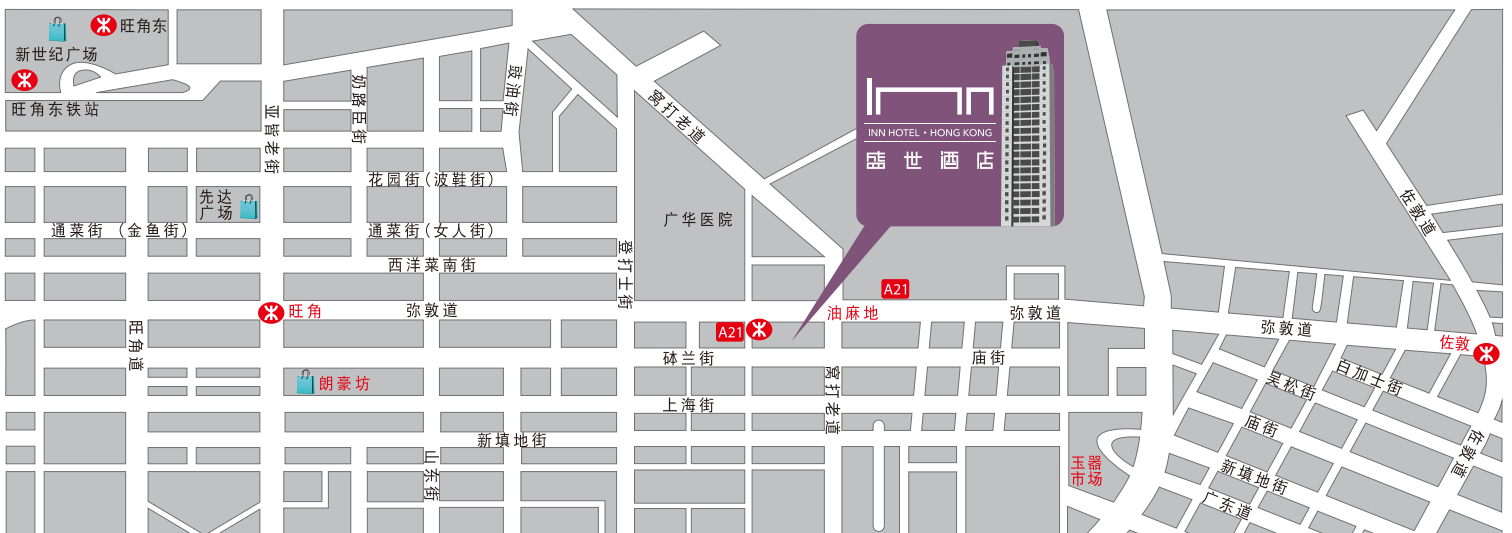 旺角东
新世纪广场
旺角东铁站
亚皆老街
奶路臣街
豉油街
窝打老道
INN HOTEL · HONG KONG
盛世酒店
花园街(波鞋街)
先达
广场
通菜街 (金鱼街)
通菜街(女人街)
西洋菜南街
登打士街
广华医院
佐敦道
A21
旺角
弥敦道
油麻地
弥敦道
A21
弥敦道
佐敦
旺角道
砵兰街
庙街
朗豪坊
窝打老道
上海街
吴松街
百加士街
庙街
新填地街
山东街
玉器
市场
新填地街
佐敦道
广东道